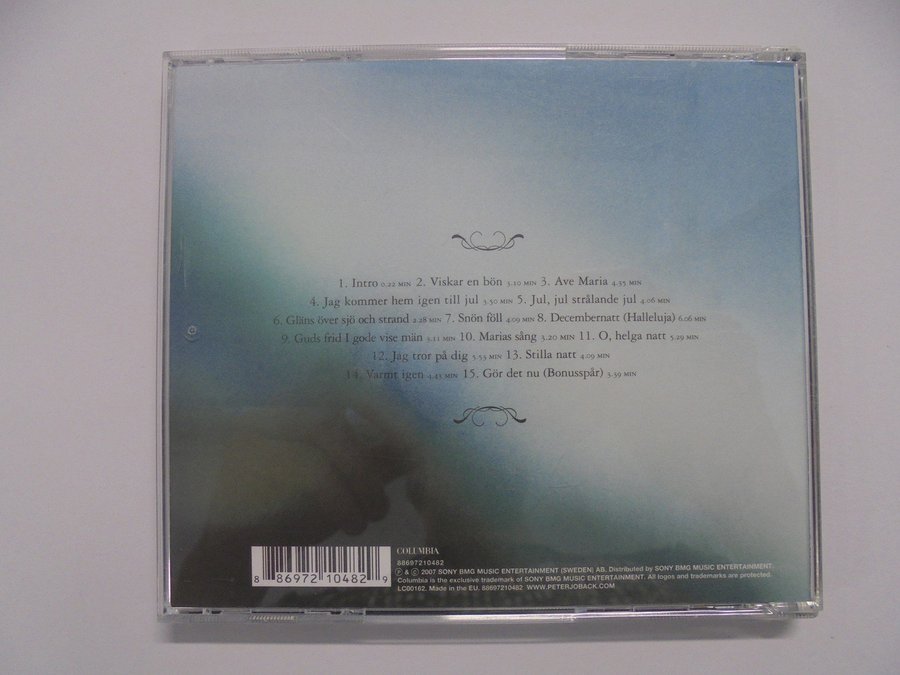 1. Intro 0.22 MIN 2. Viskar en bön 3.10 MIN 3. Ave Maria 4.35 MIN
4. Jag kommer hem igen till jul 3.50 MIN 5. Jul, jul strålande jul 4.06 MIN
6. Gläns över sjö och strand 2.28 MIN 7. Snön föll 4.09 MIN 8. Decembernatt (Halleluja) 6.06 MIN
9. Guds frid I gode vise män 3.11 MIN 10. Marias sång 3.20 MIN 11. O, helga natt 5.29 MIN
12. Jag tror på dig 3.53 MIN 13. Stilla natt 4.09 MIN
14. Varmt igen 4.43 MIN 15. Gör det nu (Bonusspår) 3.39 MIN
COLUMBIA
88697210482
℗ & © 2007 SONY BMG MUSIC ENTERTAINMENT (SWEDEN) AB, Distributed by SONY BMG MUSIC ENTERTAINMENT.
Columbia is the exclusive trademark of SONY BMG MUSIC ENTERTAINMENT. All logos and trademarks are protected.
LC00162. Made in the EU. 88697210482 WWW.PETERJOBACK.COM
8 86972 10482 9